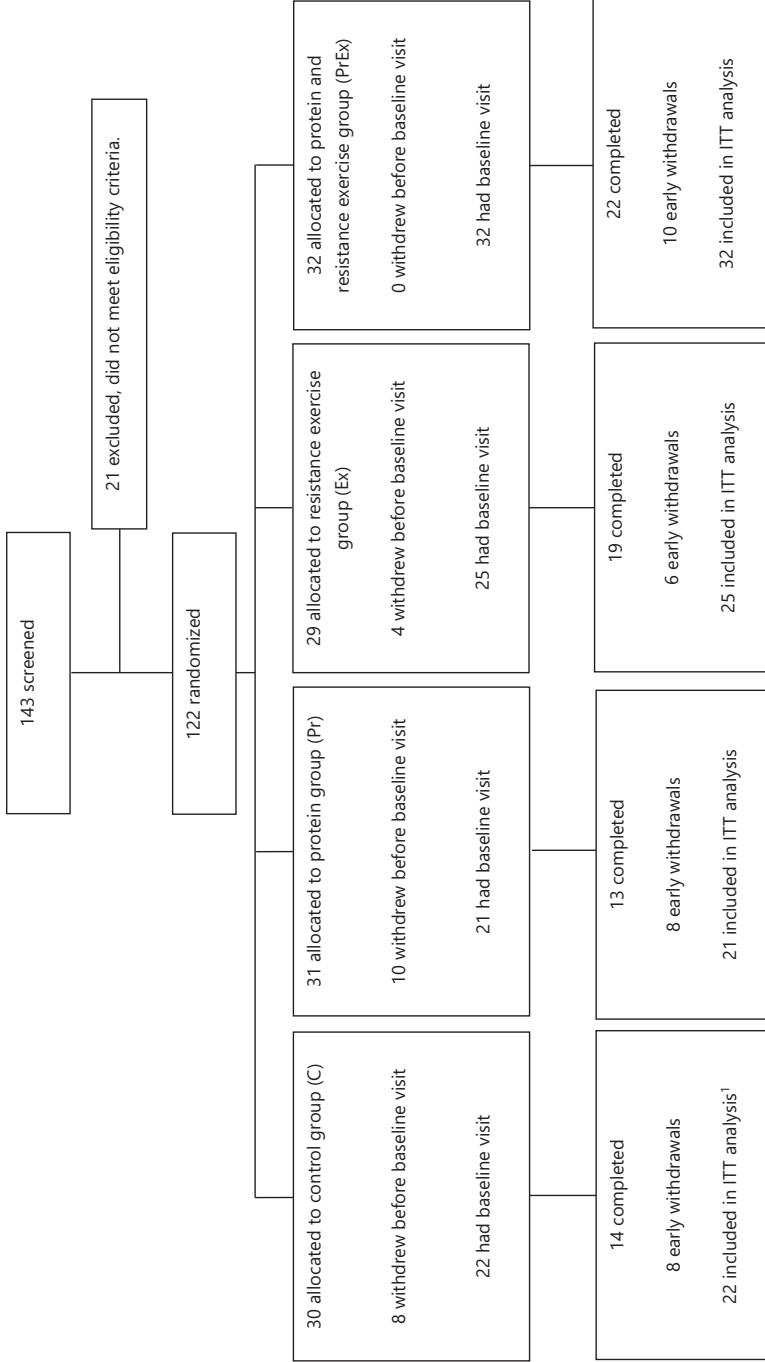 143 screened
21 excluded, did not meet eligibility criteria.
122 randomized
30 allocated to control group (C)
8 withdrew before baseline visit
22 had baseline visit
31 allocated to protein group (Pr)
10 withdrew before baseline visit
21 had baseline visit
29 allocated to resistance exercise
group (Ex)
4 withdrew before baseline visit
25 had baseline visit
32 allocated to protein and
resistance exercise group (PrEx)
0 withdrew before baseline visit
32 had baseline visit
14 completed
8 early withdrawals
22 included in ITT analysis¹
13 completed
8 early withdrawals
21 included in ITT analysis
19 completed
6 early withdrawals
25 included in ITT analysis
22 completed
10 early withdrawals
32 included in ITT analysis